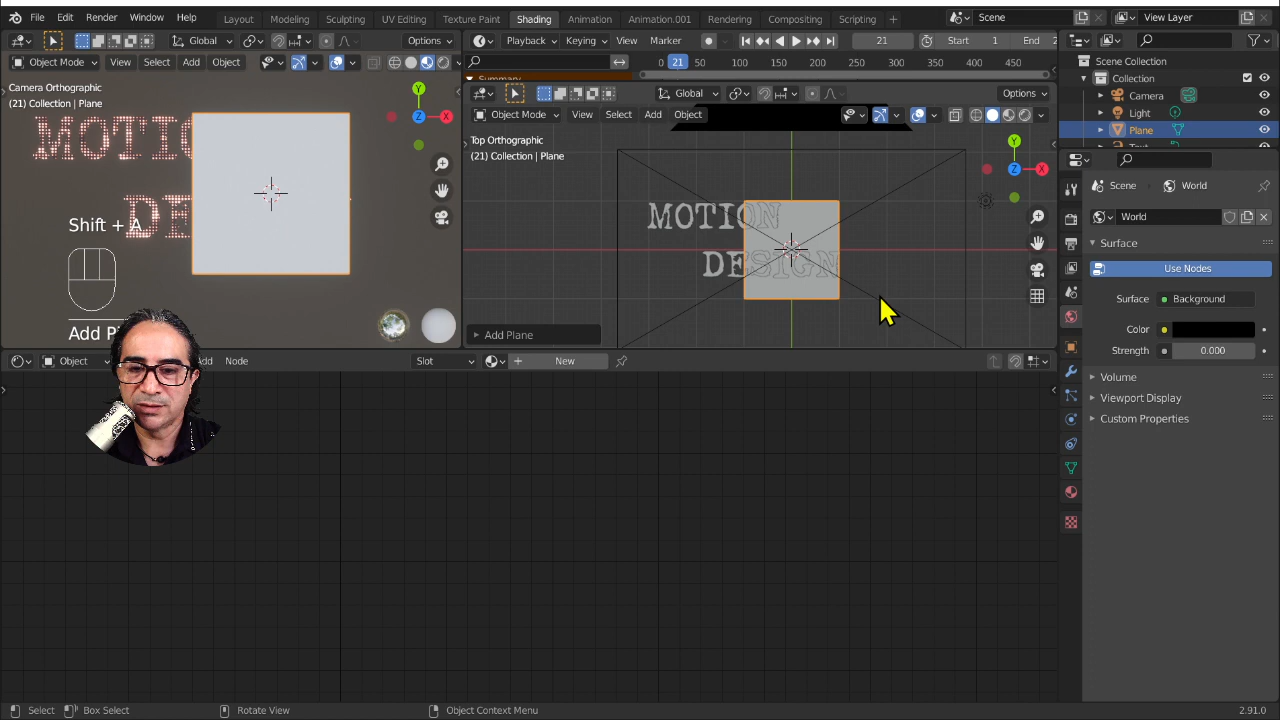 File Edit Render Window Help Layout Modeling Sculpting UV Editing Texture Paint Shading Animation Animation.001 Rendering Compositing Scripting + Scene View Layer
Global Options
Playback Keying View Marker 21 Start 1 End 2
Object Mode View Select Add Object
21 50 100 150 200 250 300 350 400 450
Summary
Scene Collection
Collection
Camera
Light
Plane
Camera Orthographic
(21) Collection | Plane
Y
X
Z
MOTIO
DE
Shift + A
Global Options
Object Mode View Select Add Object
Top Orthographic
(21) Collection | Plane
Y
X
Z
MOTION
DESIGN
Add Plane
Scene World
World
Surface
Use Nodes
Surface Background
Color
Strength 0.000
Volume
Viewport Display
Custom Properties
Object Add Node Slot New
Select Box Select Rotate View Object Context Menu 2.91.0